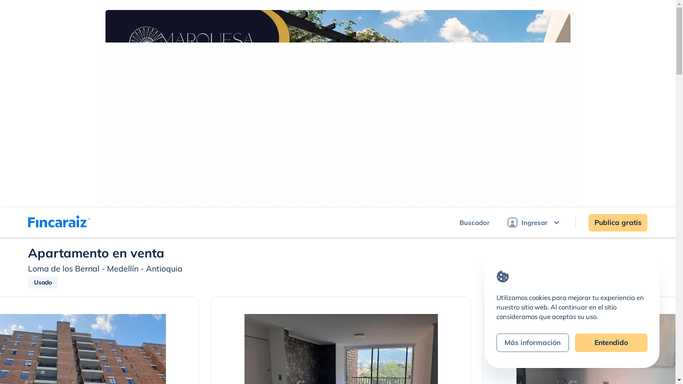 MARQUESA
Fincaraiz
Buscador
Ingresar
Publica gratis
Apartamento en venta
Loma de los Bernal - Medellín - Antioquia
Usado
Utilizamos cookies para mejorar tu experiencia en
nuestro sitio web. Al continuar en el sitio
consideramos que aceptas su uso.
Más información
Entendido